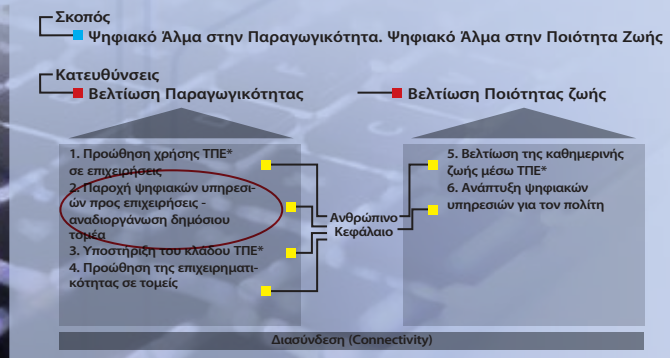 Σκοπός
Ψηφιακό Άλμα στην Παραγωγικότητα. Ψηφιακό Άλμα στην Ποιότητα Ζωής
Κατευθύνσεις
Βελτίωση Παραγωγικότητας
Βελτίωση Ποιότητας ζωής
1. Προώθηση χρήσης ΤΠΕ*
σε επιχειρήσεις
2. Παροχή ψηφιακών υπηρεσι-
ών προς επιχειρήσεις -
αναδιοργάνωση δημόσιου
τομέα
3. Υποστήριξη του κλάδου ΤΠΕ*
4. Προώθηση της επιχειρηματι-
κότητας σε τομείς
Ανθρώπινο
Κεφάλαιο
5. Βελτίωση της καθημερινής
ζωής μέσω ΤΠΕ*
6. Ανάπτυξη ψηφιακών
υπηρεσιών για τον πολίτη
Διασύνδεση (Connectivity)